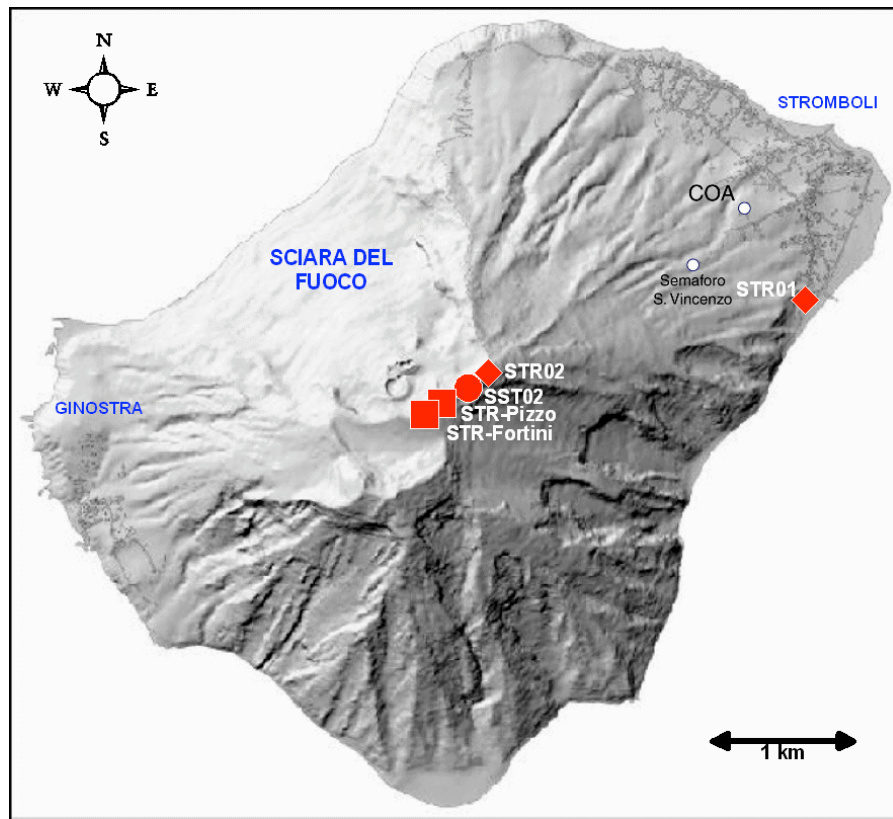 N
W E
S
STROMBOLI
COA
SCIARA DEL
FUOCO
Semaforo
S. Vincenzo
STR01
STR02
SST02
GINOSTRA
STR-Pizzo
STR-Fortini
1 km